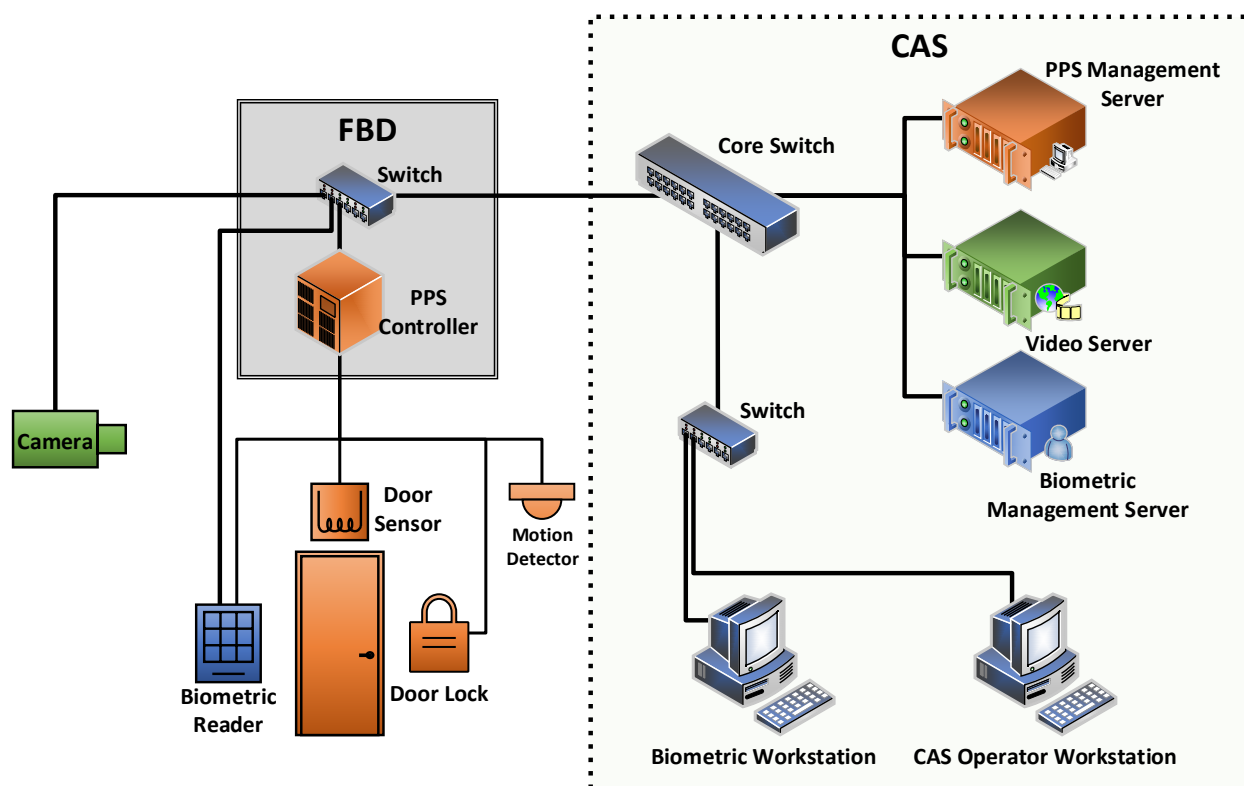 CAS
PPS Management
Server
FBD
Core Switch
Switch
PPS
Controller
Video Server
Switch
Camera
Biometric
Management Server
Door
Sensor
Motion
Detector
Door Lock
Biometric
Reader
Biometric Workstation
CAS Operator Workstation